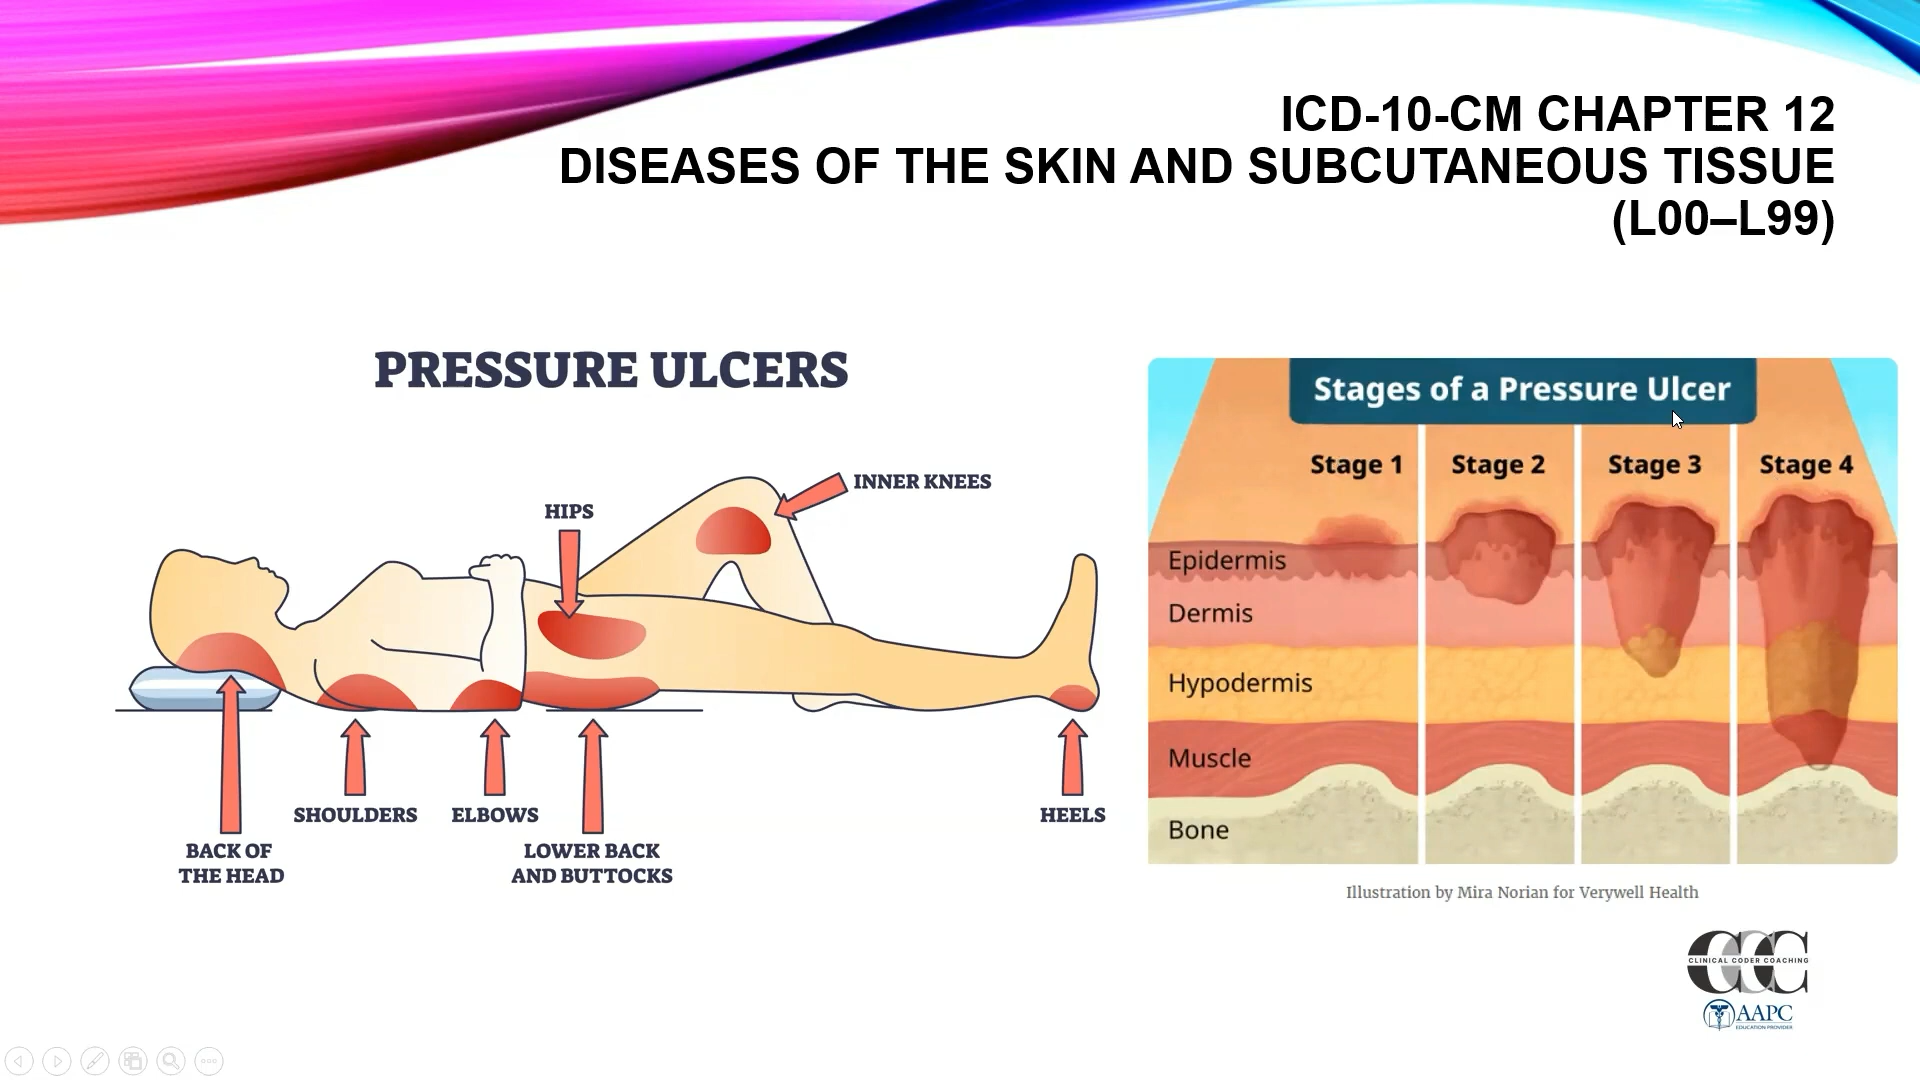 ICD-10-CM CHAPTER 12
DISEASES OF THE SKIN AND SUBCUTANEOUS TISSUE
(L00–L99)
PRESSURE ULCERS
INNER KNEES
HIPS
SHOULDERS
ELBOWS
HEELS
BACK OF
THE HEAD
LOWER BACK
AND BUTTOCKS
Stages of a Pressure Ulcer
Stage 1
Stage 2
Stage 3
Stage 4
Epidermis
Dermis
Hypodermis
Muscle
Bone
Illustration by Mira Norian for Verywell Health
CCC
CLINICAL CODER COACHING
AAPC
EDUCATION PROVIDER